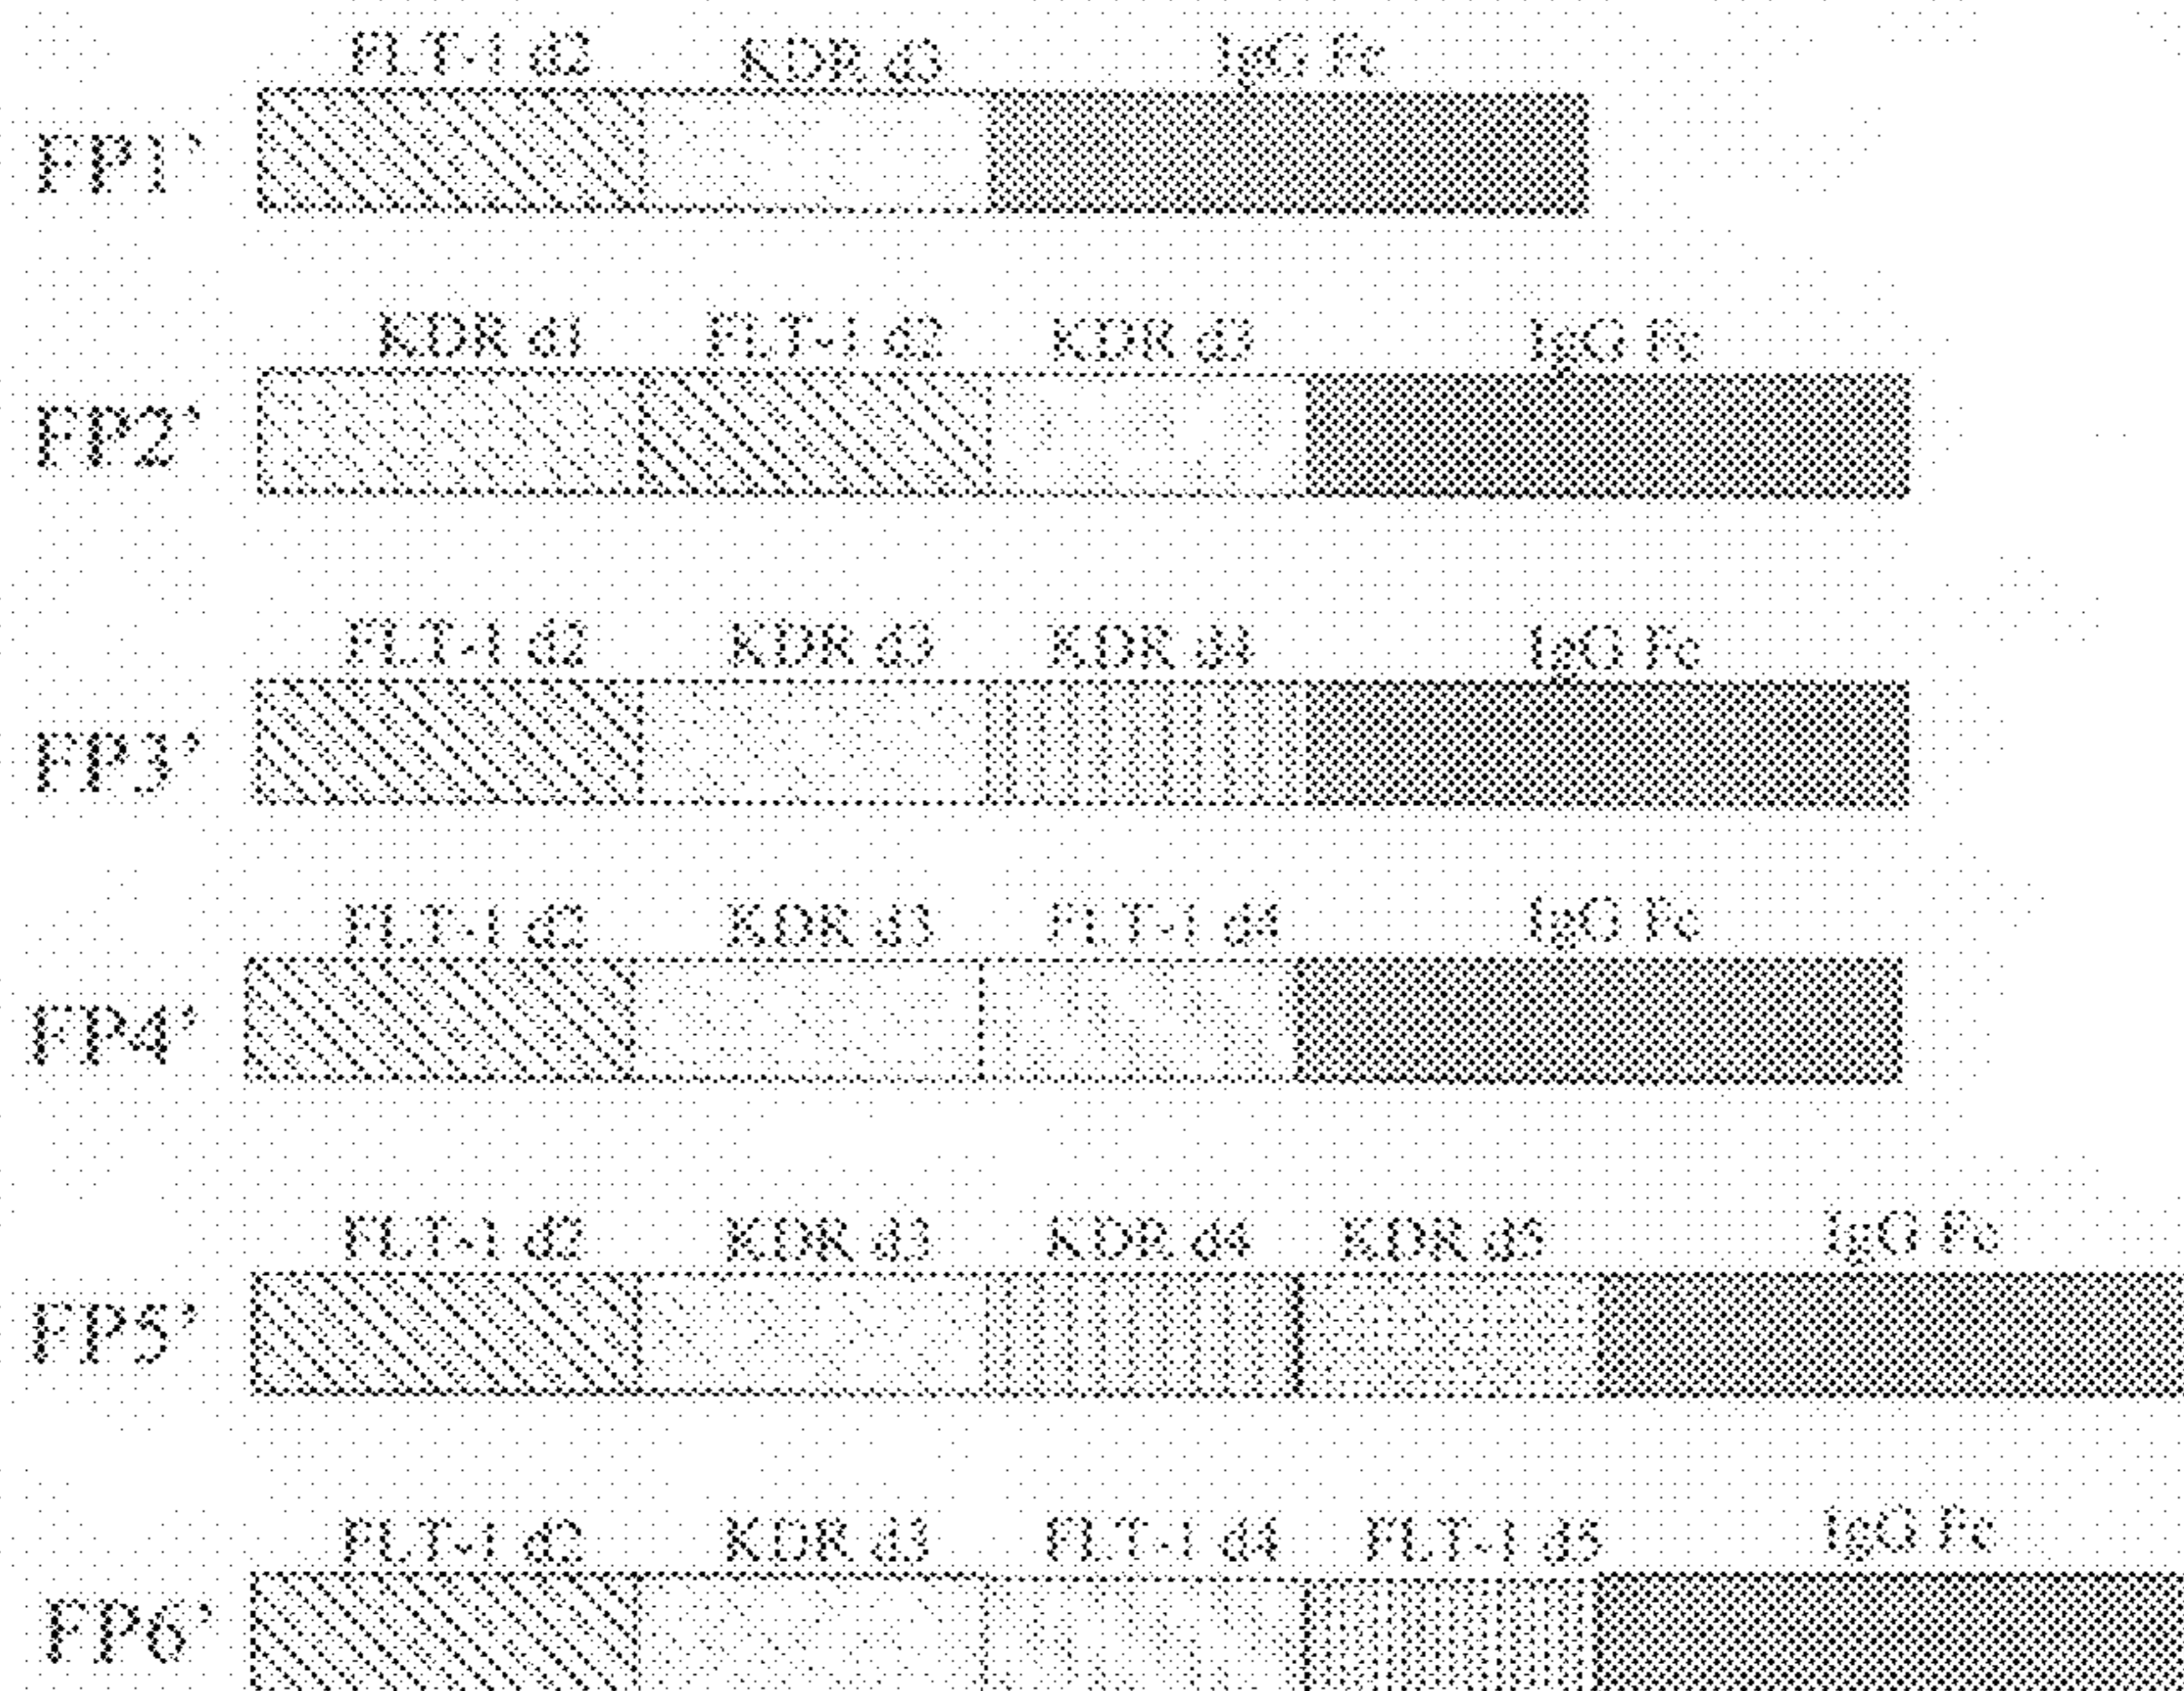 FLT-1 d2 KDR d3 IgG Fc
FP1’
KDR d1 FLT-1 d2 KDR d3 IgG Fc
FP2’
FLT-1 d2 KDR d3 KDR d4 IgG Fc
FP3’
FLT-1 d2 KDR d3 FLT-1 d4 IgG Fc
FP4’
FLT-1 d2 KDR d3 KDR d4 KDR d5 IgG Fc
FP5’
FLT-1 d2 KDR d3 FLT-1 d4 FLT-1 d5 IgG Fc
FP6’